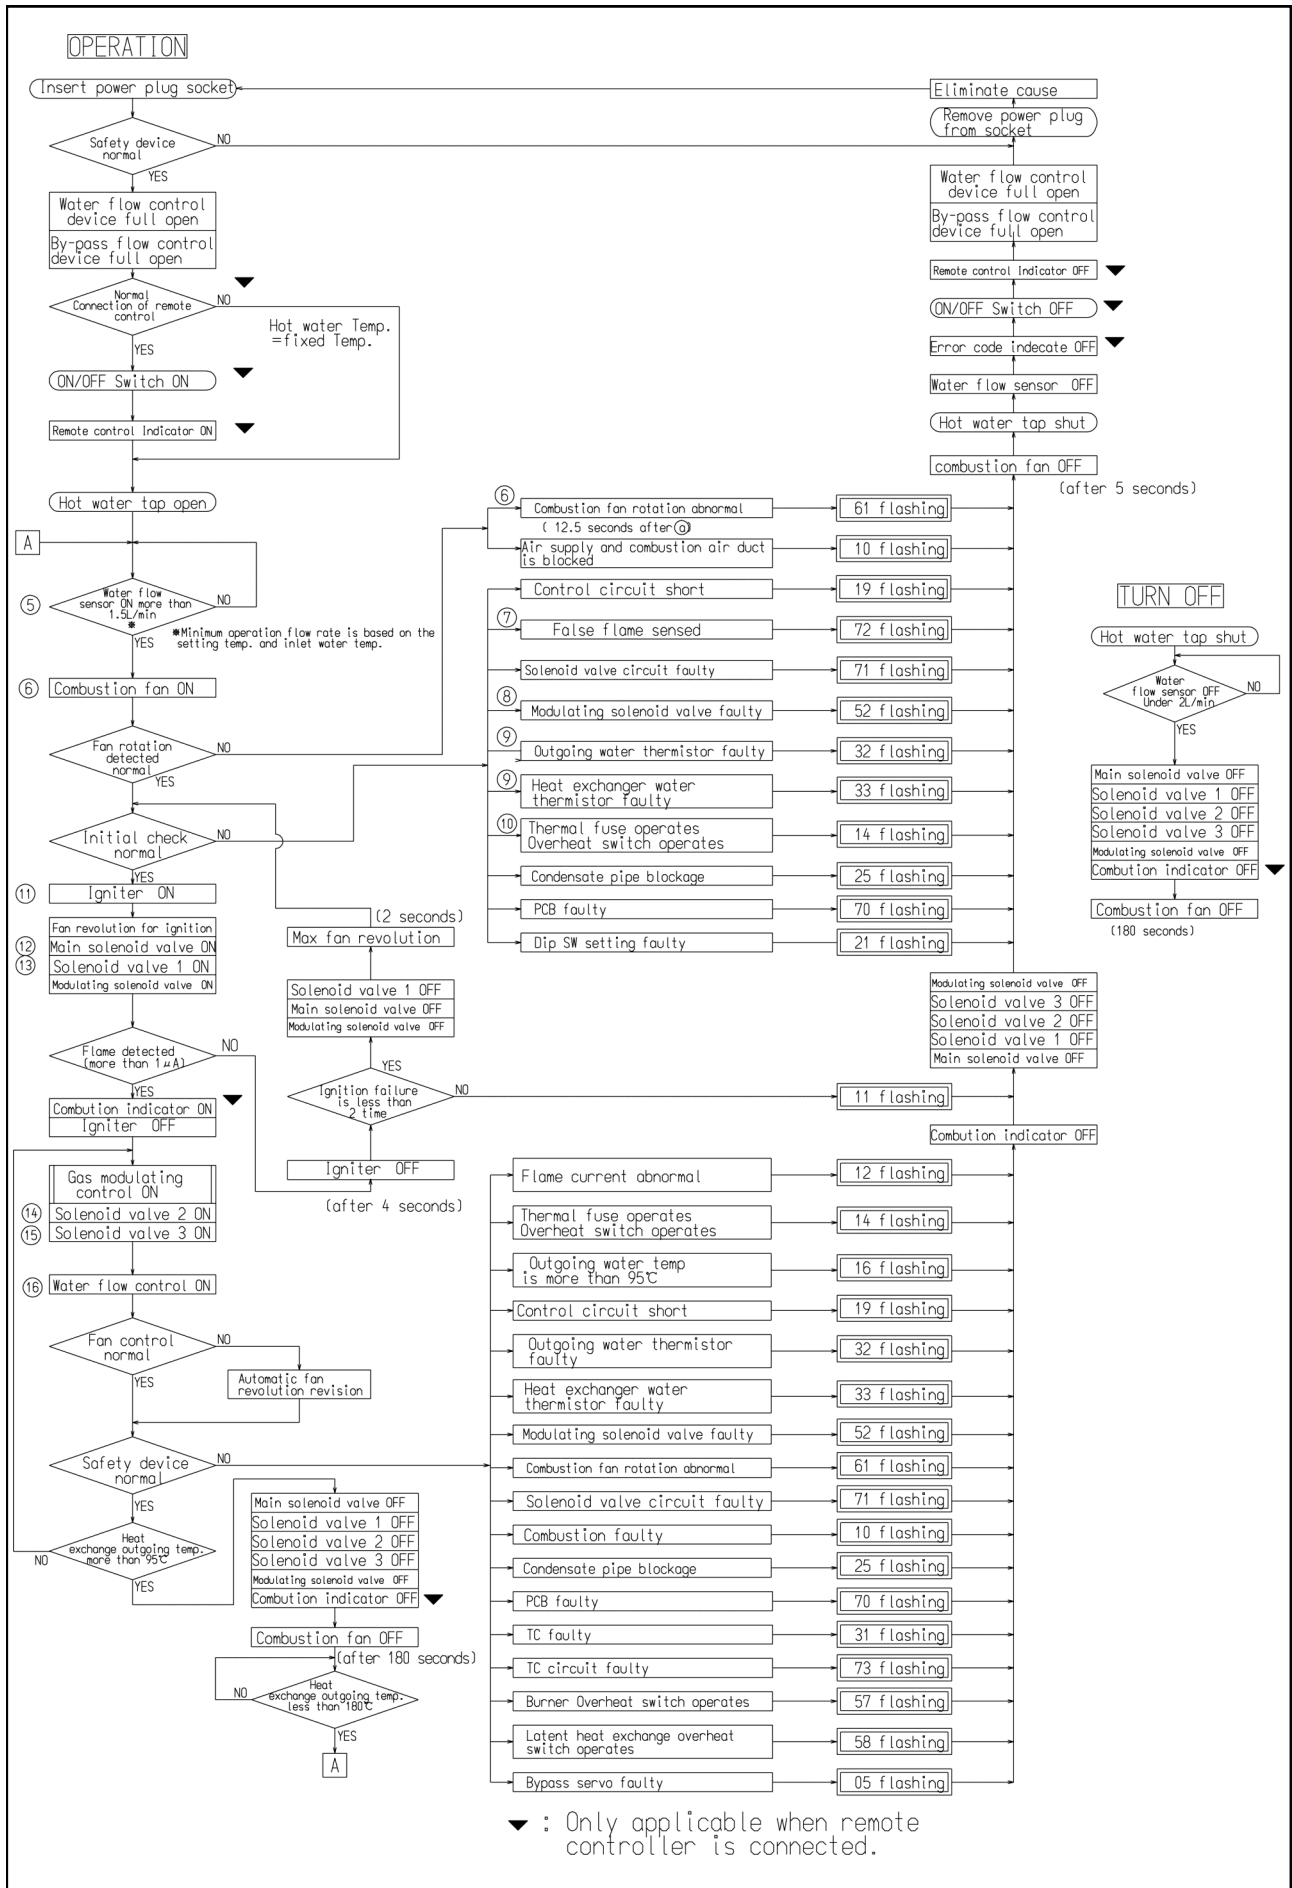 OPERATION
Insert power plug socket
Safety device
normal
NO
YES
Water flow control
device full open
By-pass flow control
device full open
Normal
Connection of remote
control
NO
YES
Hot water Temp.
=fixed Temp.
ON/OFF Switch ON
Remote control Indicator ON
Hot water tap open
A
⑤
Water flow
sensor ON more than
1.5L/min
※
NO
YES
※Minimum operation flow rate is based on the
setting temp. and inlet water temp.
⑥
Combustion fan ON
Fan rotation
detected
normal
NO
YES
Initial check
normal
NO
YES
⑪
Igniter ON
Fan revolution for ignition
⑫
Main solenoid valve ON
⑬
Solenoid valve 1 ON
Modulating solenoid valve ON
Flame detected
(more than 1μA)
NO
YES
Combution indicator ON
Igniter OFF
Gas modulating
control ON
⑭
Solenoid valve 2 ON
⑮
Solenoid valve 3 ON
⑯
Water flow control ON
Fan control
normal
NO
YES
Automatic fan
revolution revision
Safety device
normal
NO
YES
Heat
exchange outgoing temp.
more than 95℃
NO
YES
(2 seconds)
Max fan revolution
Solenoid valve 1 OFF
Main solenoid valve OFF
Modulating solenoid valve OFF
YES
Ignition failure
is less than
2 time
NO
Igniter OFF
(after 4 seconds)
Main solenoid valve OFF
Solenoid valve 1 OFF
Solenoid valve 2 OFF
Solenoid valve 3 OFF
Modulating solenoid valve OFF
Combution indicator OFF
Combustion fan OFF
(after 180 seconds)
Heat
exchange outgoing temp.
less than 180℃
NO
YES
A
⑥
Combustion fan rotation abnormal
( 12.5 seconds after ⓐ)
61 flashing
Air supply and combustion air duct
is blocked
10 flashing
Control circuit short
19 flashing
⑦
False flame sensed
72 flashing
Solenoid valve circuit faulty
71 flashing
⑧
Modulating solenoid valve faulty
52 flashing
⑨
Outgoing water thermistor faulty
32 flashing
⑨
Heat exchanger water
thermistor faulty
33 flashing
⑩
Thermal fuse operates
Overheat switch operates
14 flashing
Condensate pipe blockage
25 flashing
PCB faulty
70 flashing
Dip SW setting faulty
21 flashing
11 flashing
Flame current abnormal
12 flashing
Thermal fuse operates
Overheat switch operates
14 flashing
Outgoing water temp
is more than 95℃
16 flashing
Control circuit short
19 flashing
Outgoing water thermistor
faulty
32 flashing
Heat exchanger water
thermistor faulty
33 flashing
Modulating solenoid valve faulty
52 flashing
Combustion fan rotation abnormal
61 flashing
Solenoid valve circuit faulty
71 flashing
Combustion faulty
10 flashing
Condensate pipe blockage
25 flashing
PCB faulty
70 flashing
TC faulty
31 flashing
TC circuit faulty
73 flashing
Burner Overheat switch operates
57 flashing
Latent heat exchange overheat
switch operates
58 flashing
Bypass servo faulty
05 flashing
Eliminate cause
Remove power plug
from socket
Water flow control
device full open
By-pass flow control
device full open
Remote control Indicator OFF
ON/OFF Switch OFF
Error code indecate OFF
Water flow sensor OFF
Hot water tap shut
combustion fan OFF
(after 5 seconds)
Modulating solenoid valve OFF
Solenoid valve 3 OFF
Solenoid valve 2 OFF
Solenoid valve 1 OFF
Main solenoid valve OFF
Combution indicator OFF
TURN OFF
Hot water tap shut
Water
flow sensor OFF
Under 2L/min
NO
YES
Main solenoid valve OFF
Solenoid valve 1 OFF
Solenoid valve 2 OFF
Solenoid valve 3 OFF
Modulating solenoid valve OFF
Combution indicator OFF
Combustion fan OFF
(180 seconds)
▼ : Only applicable when remote
controller is connected.